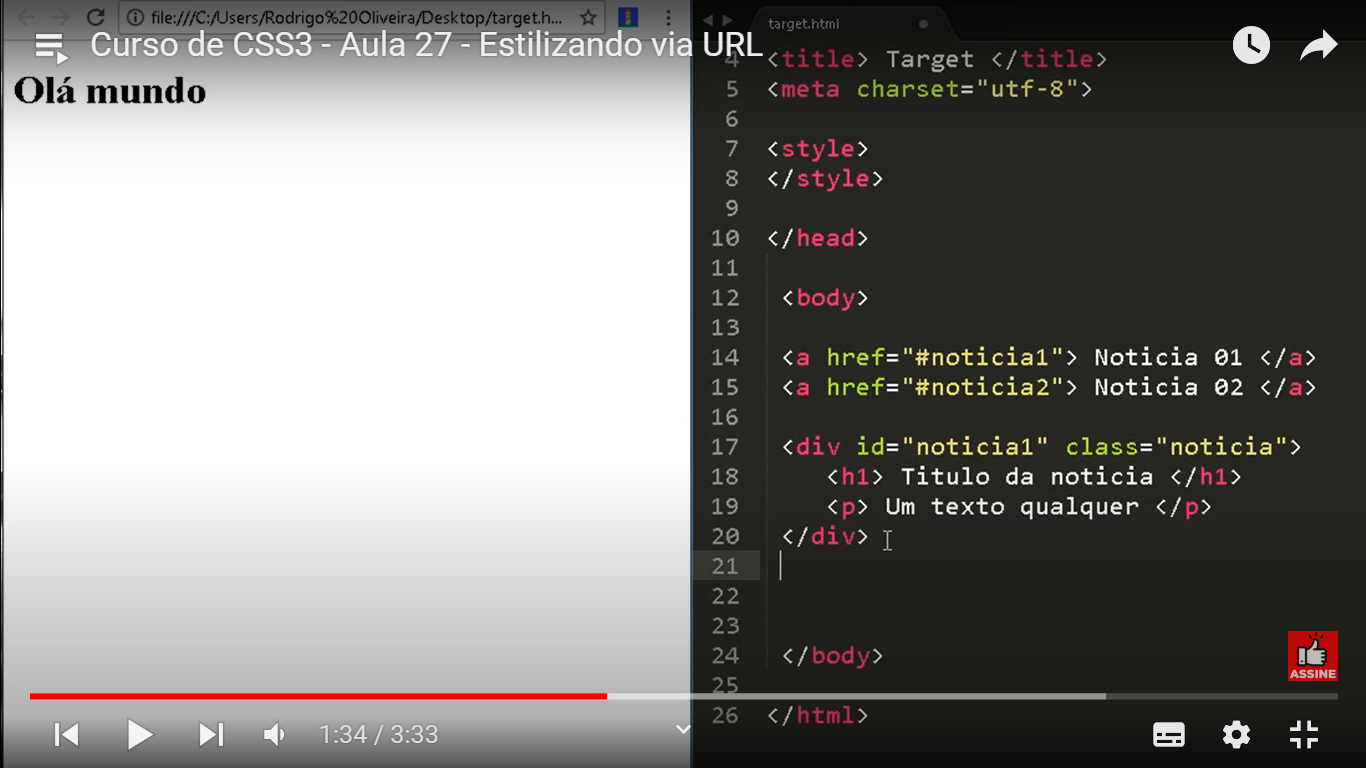 file:///C:/Users/Rodrigo%20Oliveira/Desktop/target.h...
Curso de CSS3 - Aula 27 - Estilizando via URL
Olá mundo
target.html
4 <title> Target </title>
5 <meta charset="utf-8">
6
7 <style>
8 </style>
9
10 </head>
11
12 <body>
13
14 <a href="#noticia1"> Noticia 01 </a>
15 <a href="#noticia2"> Noticia 02 </a>
16
17 <div id="noticia1" class="noticia">
18 <h1> Titulo da noticia </h1>
19 <p> Um texto qualquer </p>
20 </div>
21
22
23
24 </body>
25
26 </html>
ASSINE
1:34 / 3:33